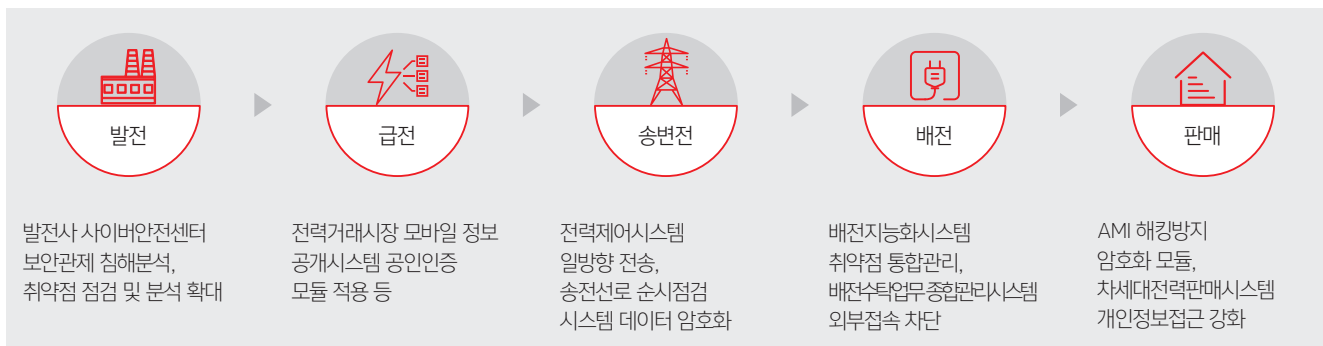 발전
급전
송변전
배전
판매
발전사 사이버안전센터
보안관제 침해분석,
취약점 점검 및 분석 확대
전력거래시장 모바일 정보
공개시스템 공인인증
모듈 적용 등
전력제어시스템
일방향 전송,
송전선로 순시점검
시스템 데이터 암호화
배전지능화시스템
취약점 통합관리,
배전수탁업무 종합관리시스템
외부접속 차단
AMI 해킹방지
암호화 모듈,
차세대전력판매시스템
개인정보접근 강화